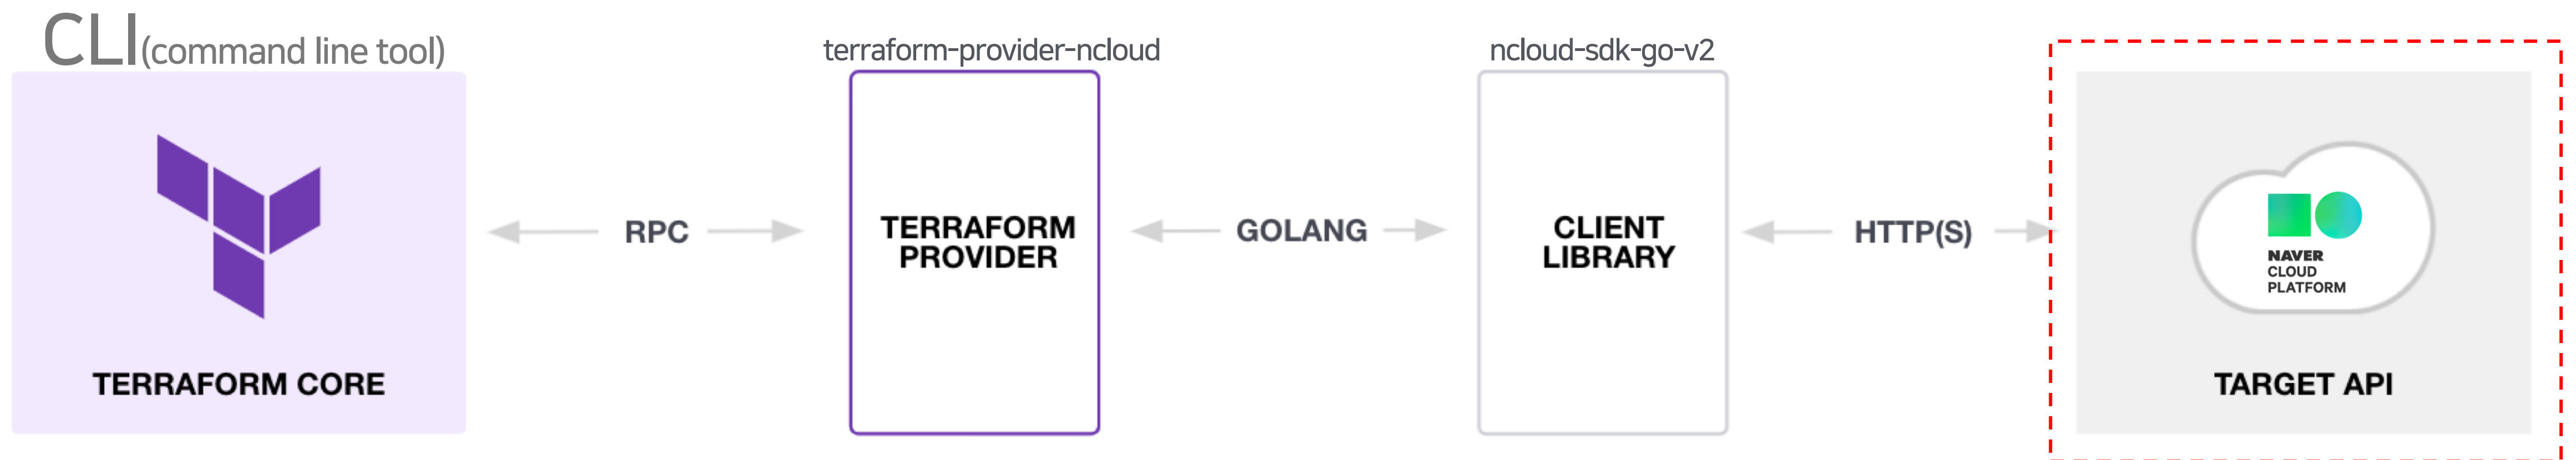 CLI(command line tool)
TERRAFORM CORE
RPC
terraform-provider-ncloud
TERRAFORM
PROVIDER
GOLANG
ncloud-sdk-go-v2
CLIENT
LIBRARY
HTTP(S)
NAVER
CLOUD
PLATFORM
TARGET API